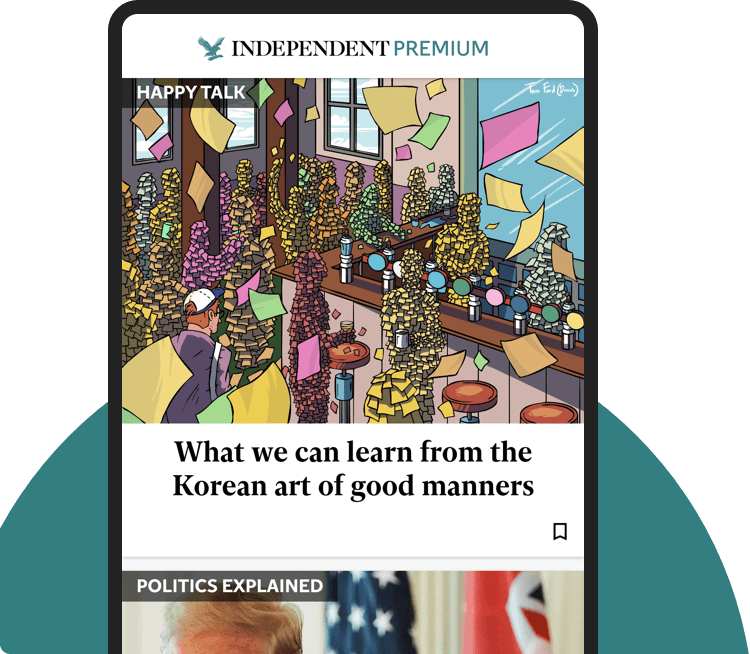 INDEPENDENT PREMIUM
HAPPY TALK
Tom Ford
What we can learn from the
Korean art of good manners
POLITICS EXPLAINED